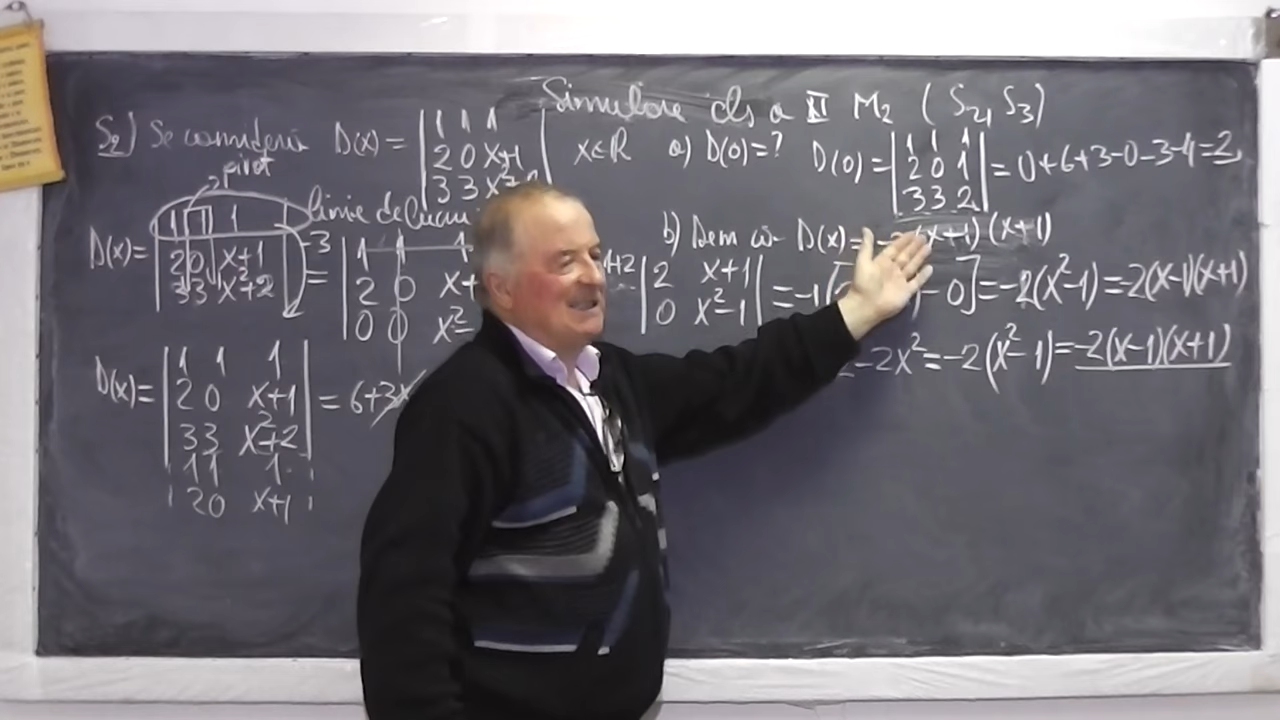 Simulare cls a XI M2 (S2, S3)
S2) Se consideră D(x) = | 1 1 1 | x∈R a) D(0)=? D(0) = | 1 1 1 | = 0+6+3-0-3-4=2
2 0 x+1 2 0 1
3 3 3 3 2
pivot
D(x)= | 1 1 1 | linie de -3 = | 1 1 1 b) Dem că D(x)= (x+1)(x+1)
2 0 x+1 2 0 2 x+1 = -1 - 0] = -2(x²-1) = -2(x-1)(x+1)
3 3 x²+2 0 0 x²- 0 x²-1
D(x)= | 1 1 1 | = 6+3x 2-2x² = -2(x²-1) = -2(x-1)(x+1)
2 0 x+1
3 3 x²+2
1 1 1
2 0 x+1